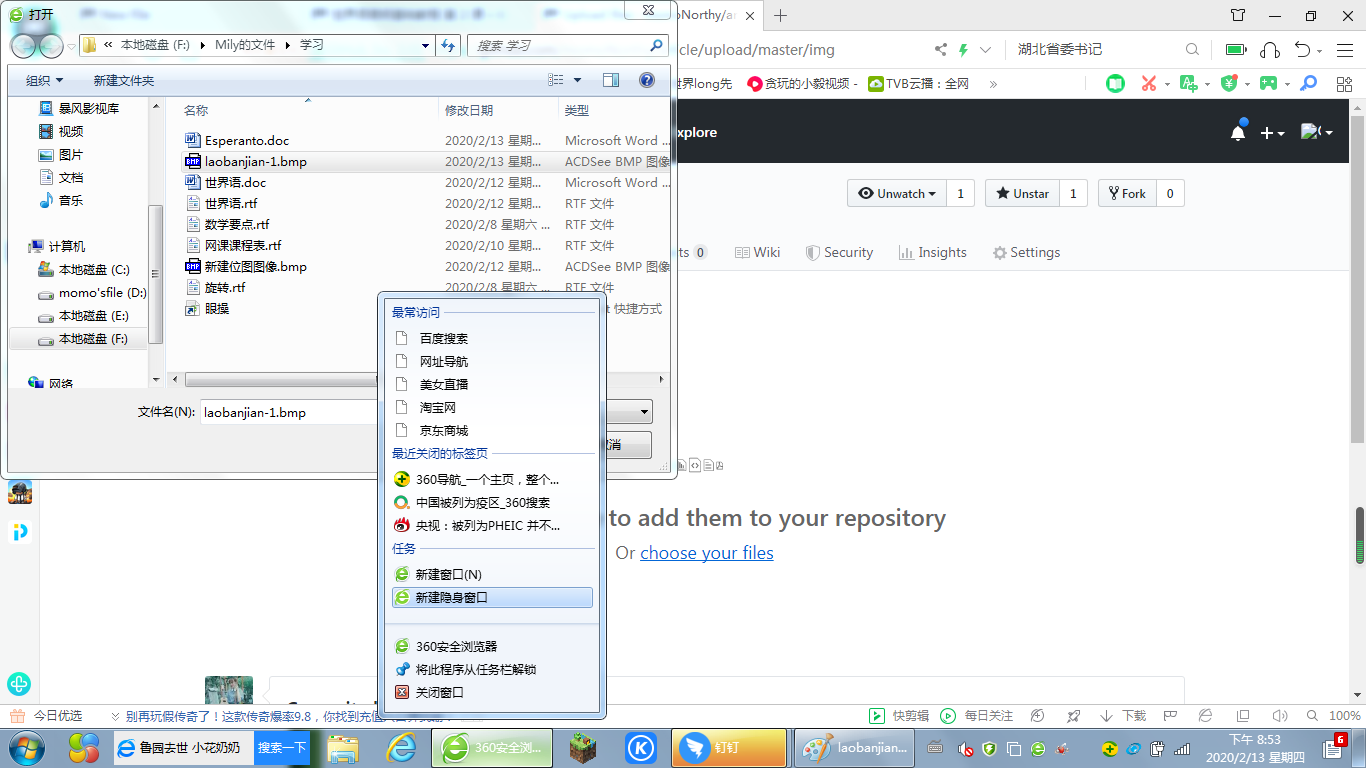 打开
oNorthy/a
« 本地磁盘 (F:) ▸ Mily的文件 ▸ 学习
搜索 学习
cle/upload/master/img
湖北省委书记
组织
新建文件夹
世界long先
贪玩的小毅视频 -
TVB云播：全网
»
暴风影视库
视频
图片
文档
音乐
计算机
本地磁盘 (C:)
momo'sfile (D:)
本地磁盘 (E:)
本地磁盘 (F:)
网络
名称
修改日期
类型
Esperanto.doc
2020/2/13 星期...
Microsoft Word ...
laobanjian-1.bmp
2020/2/13 星期...
ACDSee BMP 图像
世界语.doc
2020/2/12 星期...
Microsoft Word ...
世界语.rtf
2020/2/12 星期...
RTF 文件
数学要点.rtf
2020/2/8 星期六 ...
RTF 文件
网课课程表.rtf
2020/2/10 星期...
RTF 文件
新建位图图像.bmp
2020/2/12 星期...
ACDSee BMP 图像
旋转.rtf
2020/2/8 星期六 ...
RTF 文件
眼操
t 快捷方式
文件名(N):
laobanjian-1.bmp
消
xplore
Unwatch
1
Unstar
1
Fork
0
ts 0
Wiki
Security
Insights
Settings
最常访问
百度搜索
网址导航
美女直播
淘宝网
京东商城
最近关闭的标签页
360导航_一个主页，整个...
中国被列为疫区_360搜索
央视：被列为PHEIC 并不...
任务
新建窗口(N)
新建隐身窗口
360安全浏览器
将此程序从任务栏解锁
关闭窗口
to add them to your repository
Or choose your files
今日优选
别再玩假传奇了！这款传奇爆率9.8，你找到充值
快剪辑
每日关注
下载
100%
鲁园去世 小花奶奶
搜索一下
360安全浏...
钉钉
laobanjian...
下午 8:53
2020/2/13 星期四
6